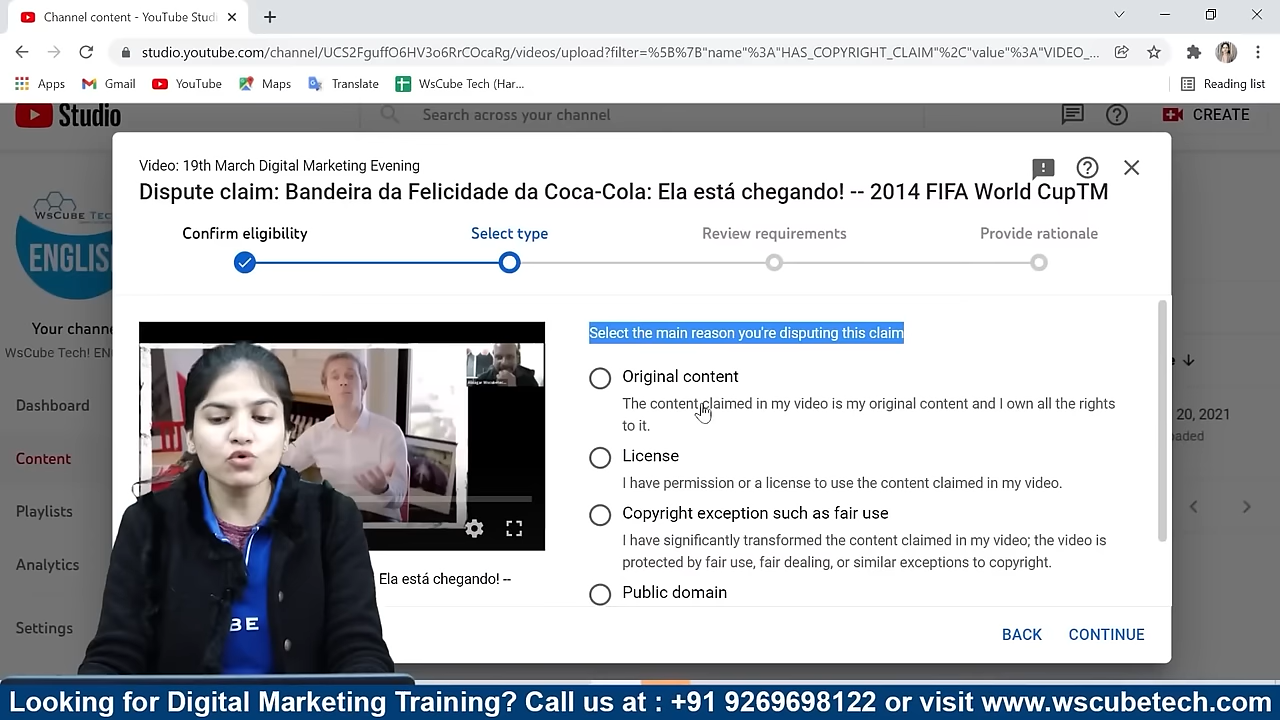 Channel content - YouTube Studi
studio.youtube.com/channel/UCS2FguffO6HV3o6RrCOcaRg/videos/upload?filter=%5B%7B"name"%3A"HAS_COPYRIGHT_CLAIM"%2C"value"%3A"VIDEO_...
Apps
Gmail
YouTube
Maps
Translate
WsCube Tech (Har...
Reading list
Studio
Search across your channel
CREATE
Video: 19th March Digital Marketing Evening
Dispute claim: Bandeira da Felicidade da Coca-Cola: Ela está chegando! -- 2014 FIFA World CupTM
Confirm eligibility
Select type
Review requirements
Provide rationale
WsCube Tec
ENGLIS
Your channe
WsCube Tech! EN
Dashboard
Content
Playlists
Analytics
Settings
Select the main reason you're disputing this claim
Original content
The content claimed in my video is my original content and I own all the rights
to it.
License
I have permission or a license to use the content claimed in my video.
Copyright exception such as fair use
I have significantly transformed the content claimed in my video; the video is
protected by fair use, fair dealing, or similar exceptions to copyright.
Public domain
Ela está chegando! --
20, 2021
aded
BE
BACK
CONTINUE
Looking for Digital Marketing Training? Call us at : +91 9269698122 or visit www.wscubetech.com